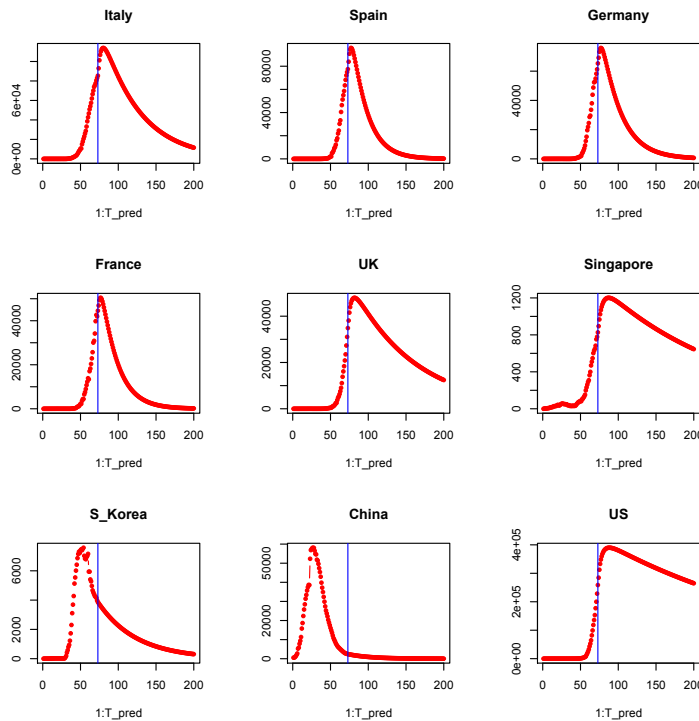 Italy
6e+04
0e+00
0 50 100 150 200
1:T_pred
Spain
80000
40000
0
0 50 100 150 200
1:T_pred
Germany
40000
0
0 50 100 150 200
1:T_pred
France
40000
20000
0
0 50 100 150 200
1:T_pred
UK
40000
20000
0
0 50 100 150 200
1:T_pred
Singapore
1200
800
400
0
0 50 100 150 200
1:T_pred
S_Korea
6000
2000
0
0 50 100 150 200
1:T_pred
China
50000
20000
0
0 50 100 150 200
1:T_pred
US
4e+05
2e+05
0e+00
0 50 100 150 200
1:T_pred